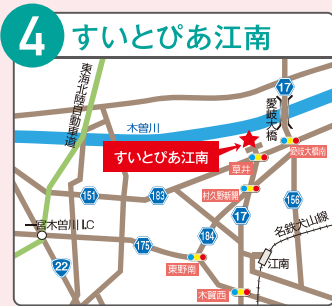 4 すいとぴあ江南
東海北陸自動車道
17
愛岐大橋
木曽川
すいとぴあ江南
愛岐大橋南
草井
村久野新開
151
183
17
156
名鉄犬山線
木曽川I.C
175
184
東野南
江南
22
木賀西